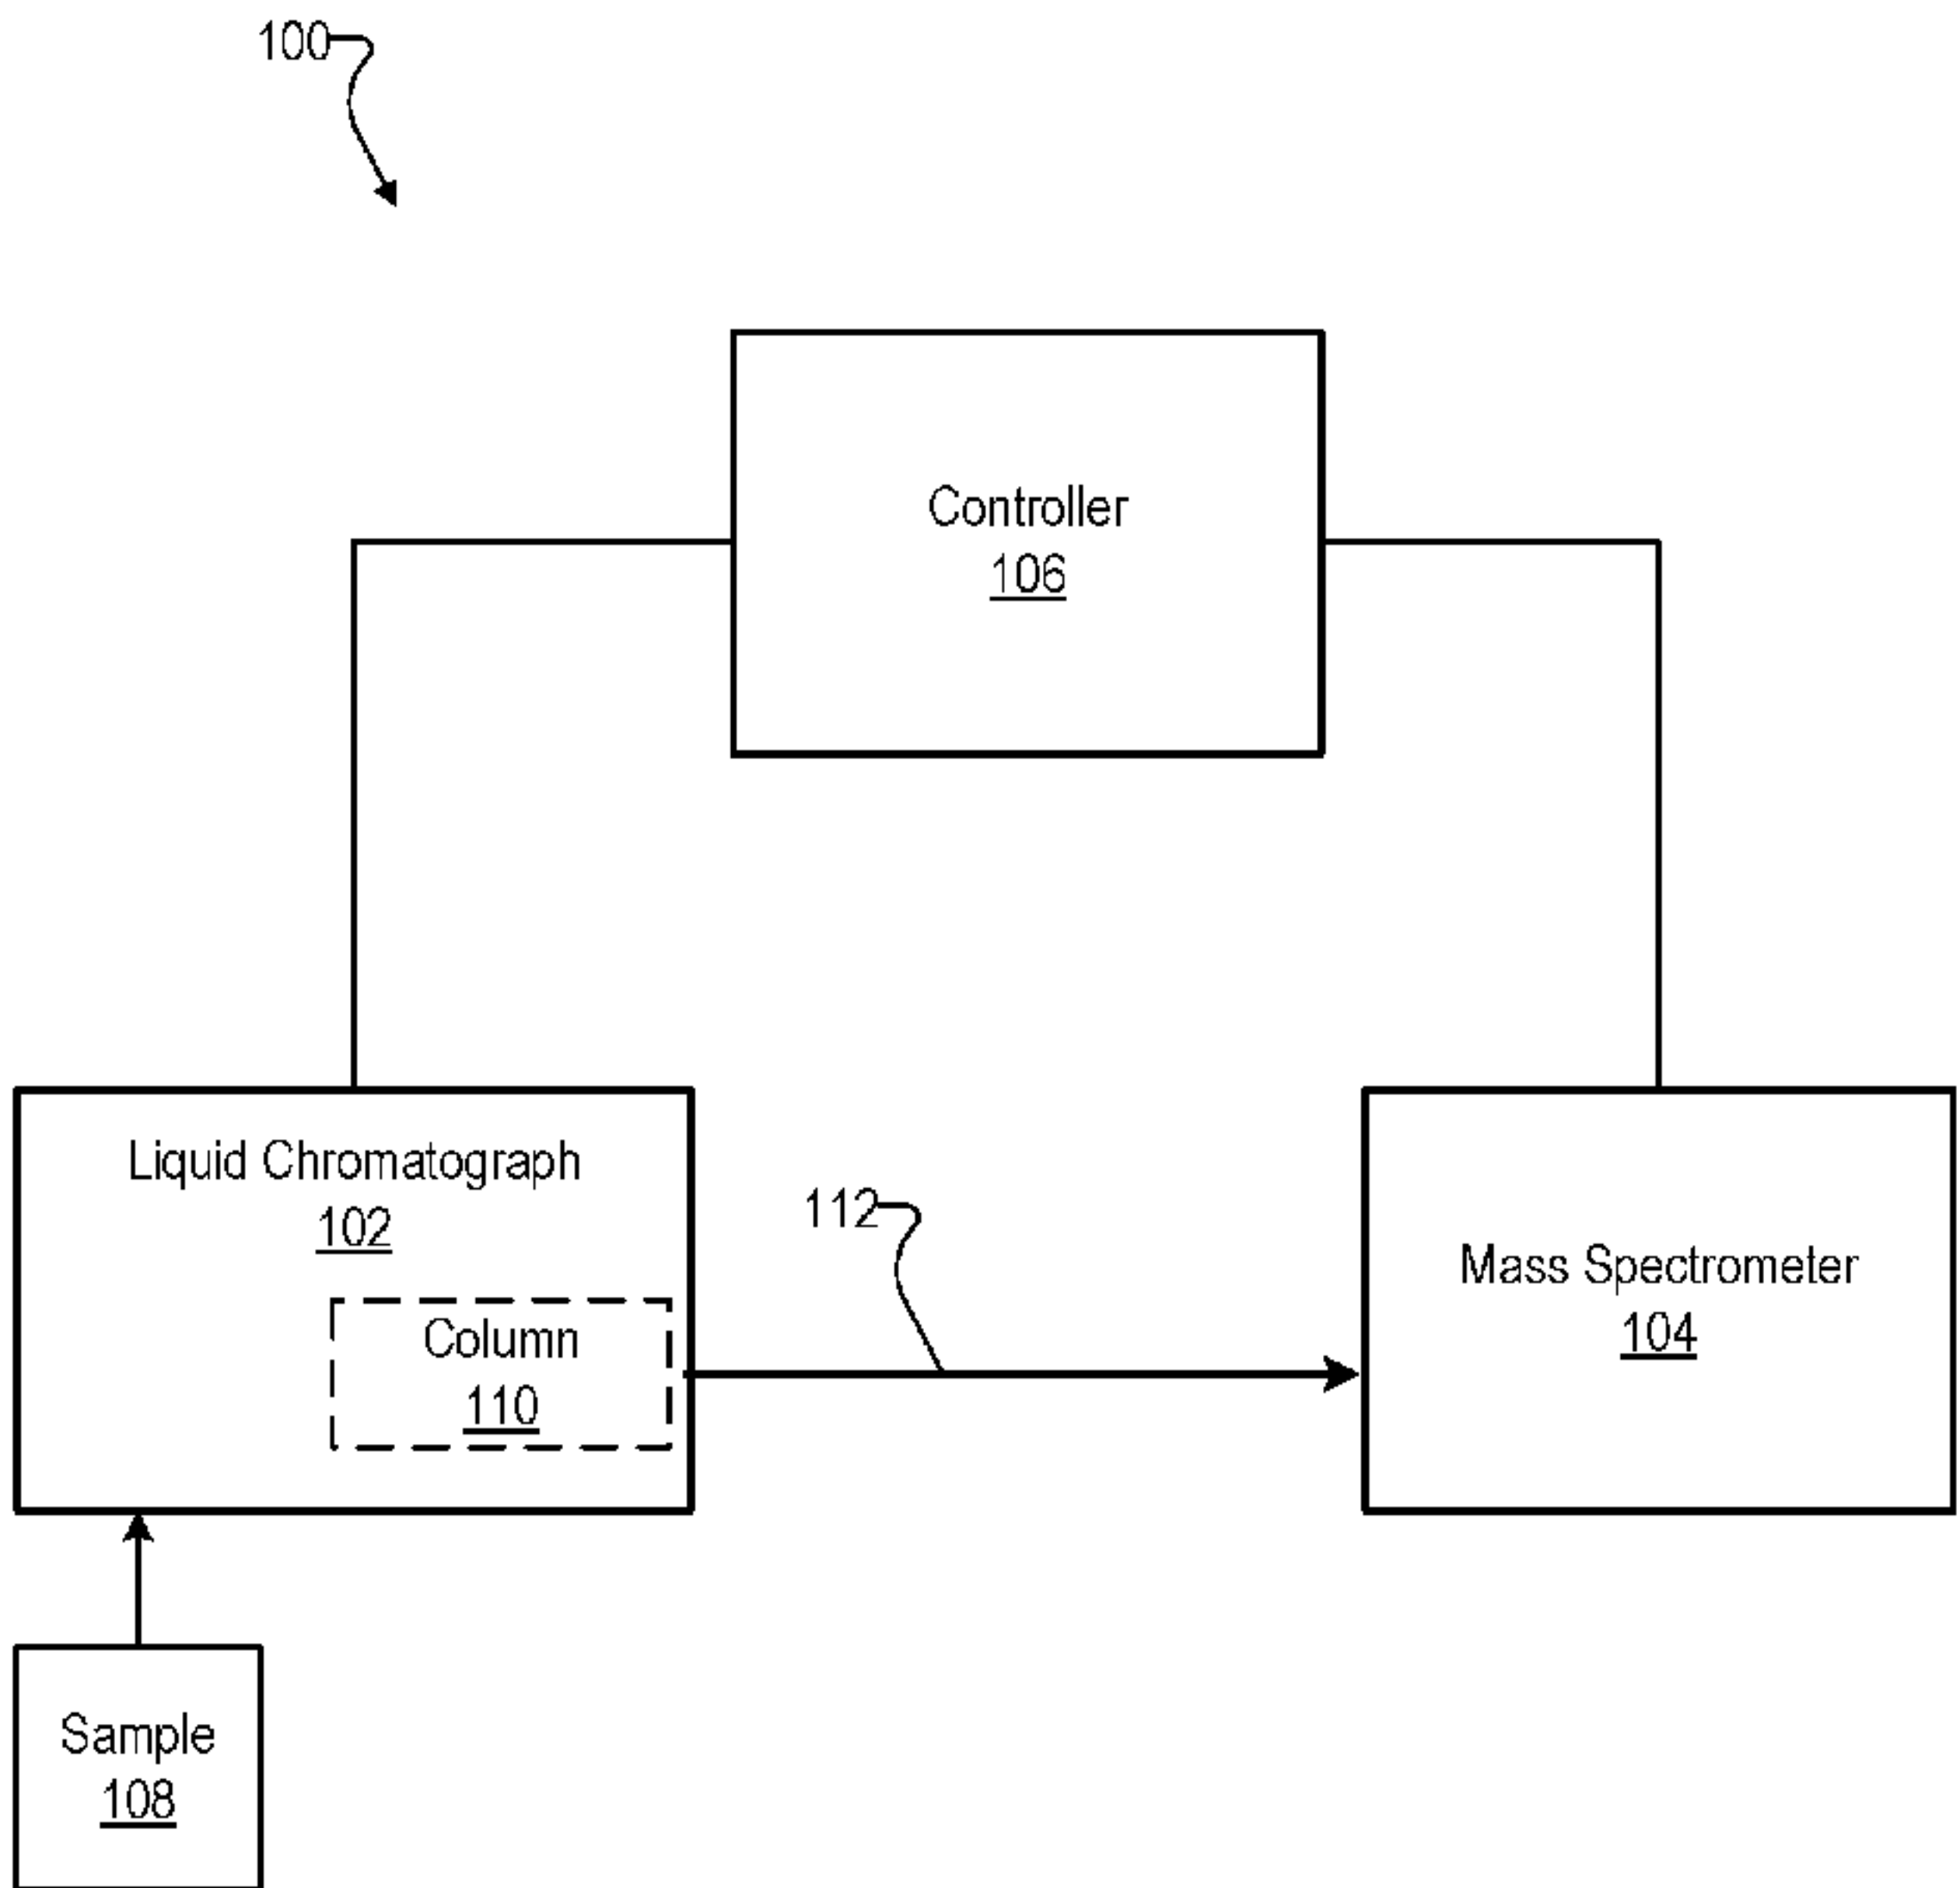 100
Controller
106
Liquid Chromatograph
102
112
Mass Spectrometer
104
Column
110
Sample
108